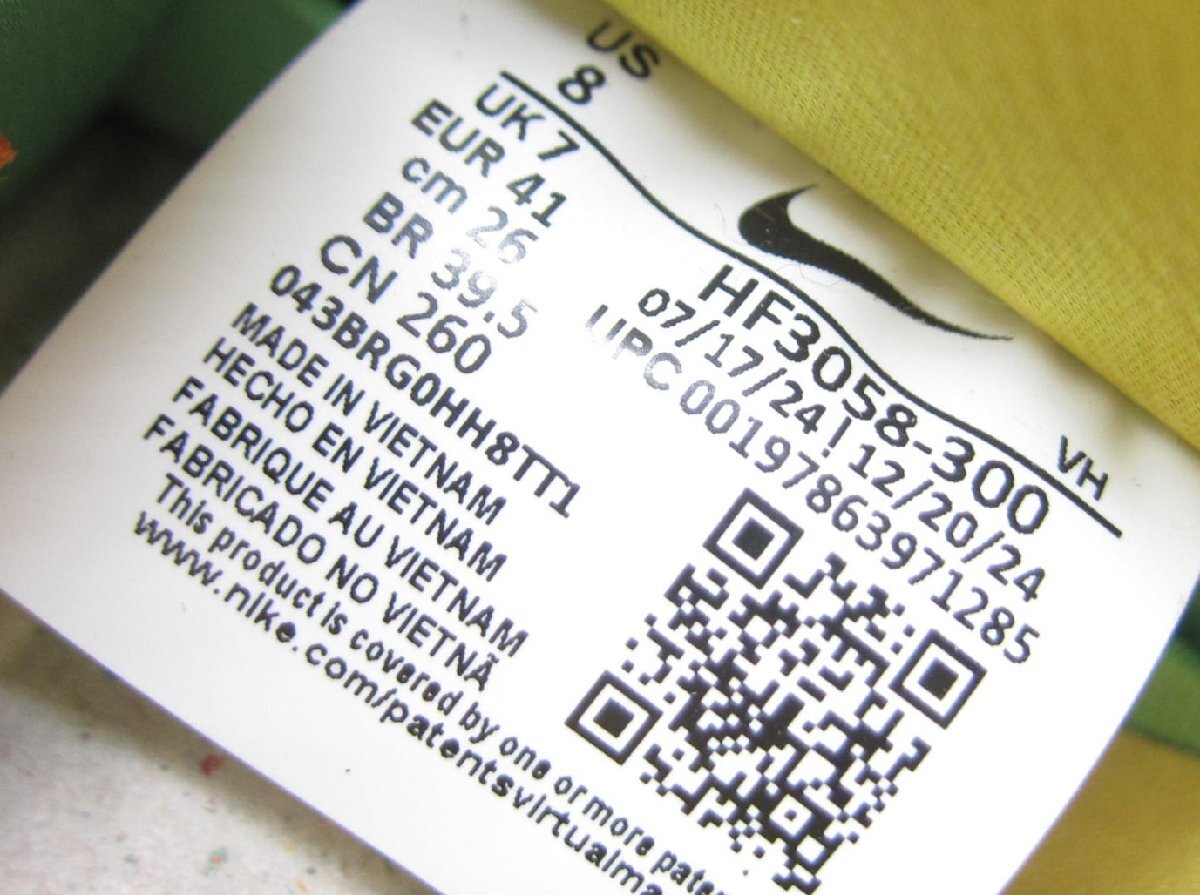 US
8
UK 7
EUR 41
cm 26
BR 39.5
CN 260
043BRG0HH8TT1
MADE IN VIETNAM
HECHO EN VIETNAM
FABRIQUE AU VIETNAM
FABRICADO NO VIETNÃ
This product is covered by one or more
www.nike.com/patentsvirtualma
VH
HF3058-300
07/17/24 | 12/20/24
UPC 00197863971285